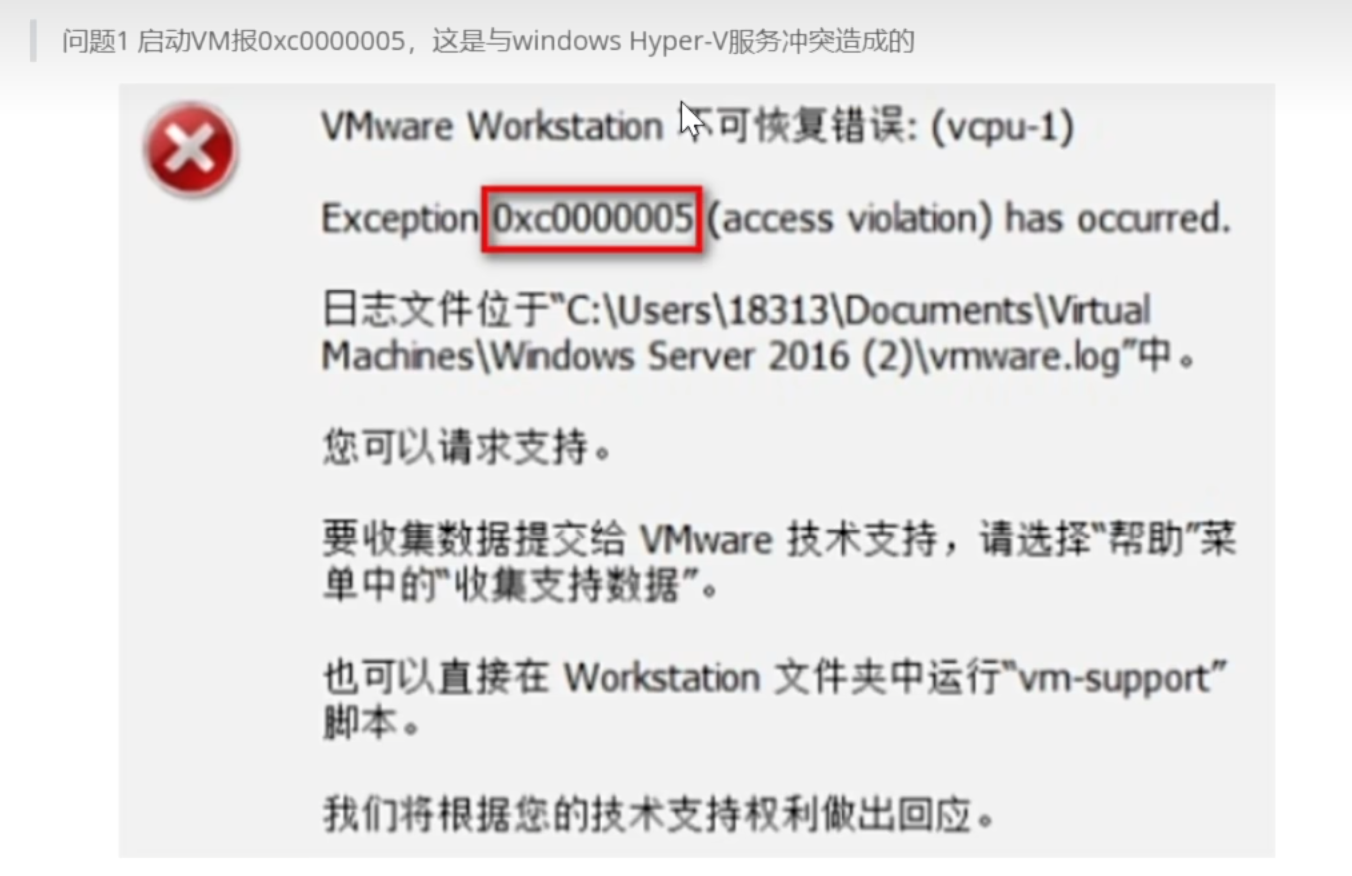 问题1 启动VM报0xc0000005，这是与windows Hyper-V服务冲突造成的
VMware Workstation 不可恢复错误: (vcpu-1)
Exception 0xc0000005 (access violation) has occurred.
日志文件位于“C:\Users\18313\Documents\Virtual
Machines\Windows Server 2016 (2)\vmware.log”中。
您可以请求支持。
要收集数据提交给 VMware 技术支持，请选择“帮助”菜
单中的“收集支持数据”。
也可以直接在 Workstation 文件夹中运行“vm-support”
脚本。
我们将根据您的技术支持权利做出回应。